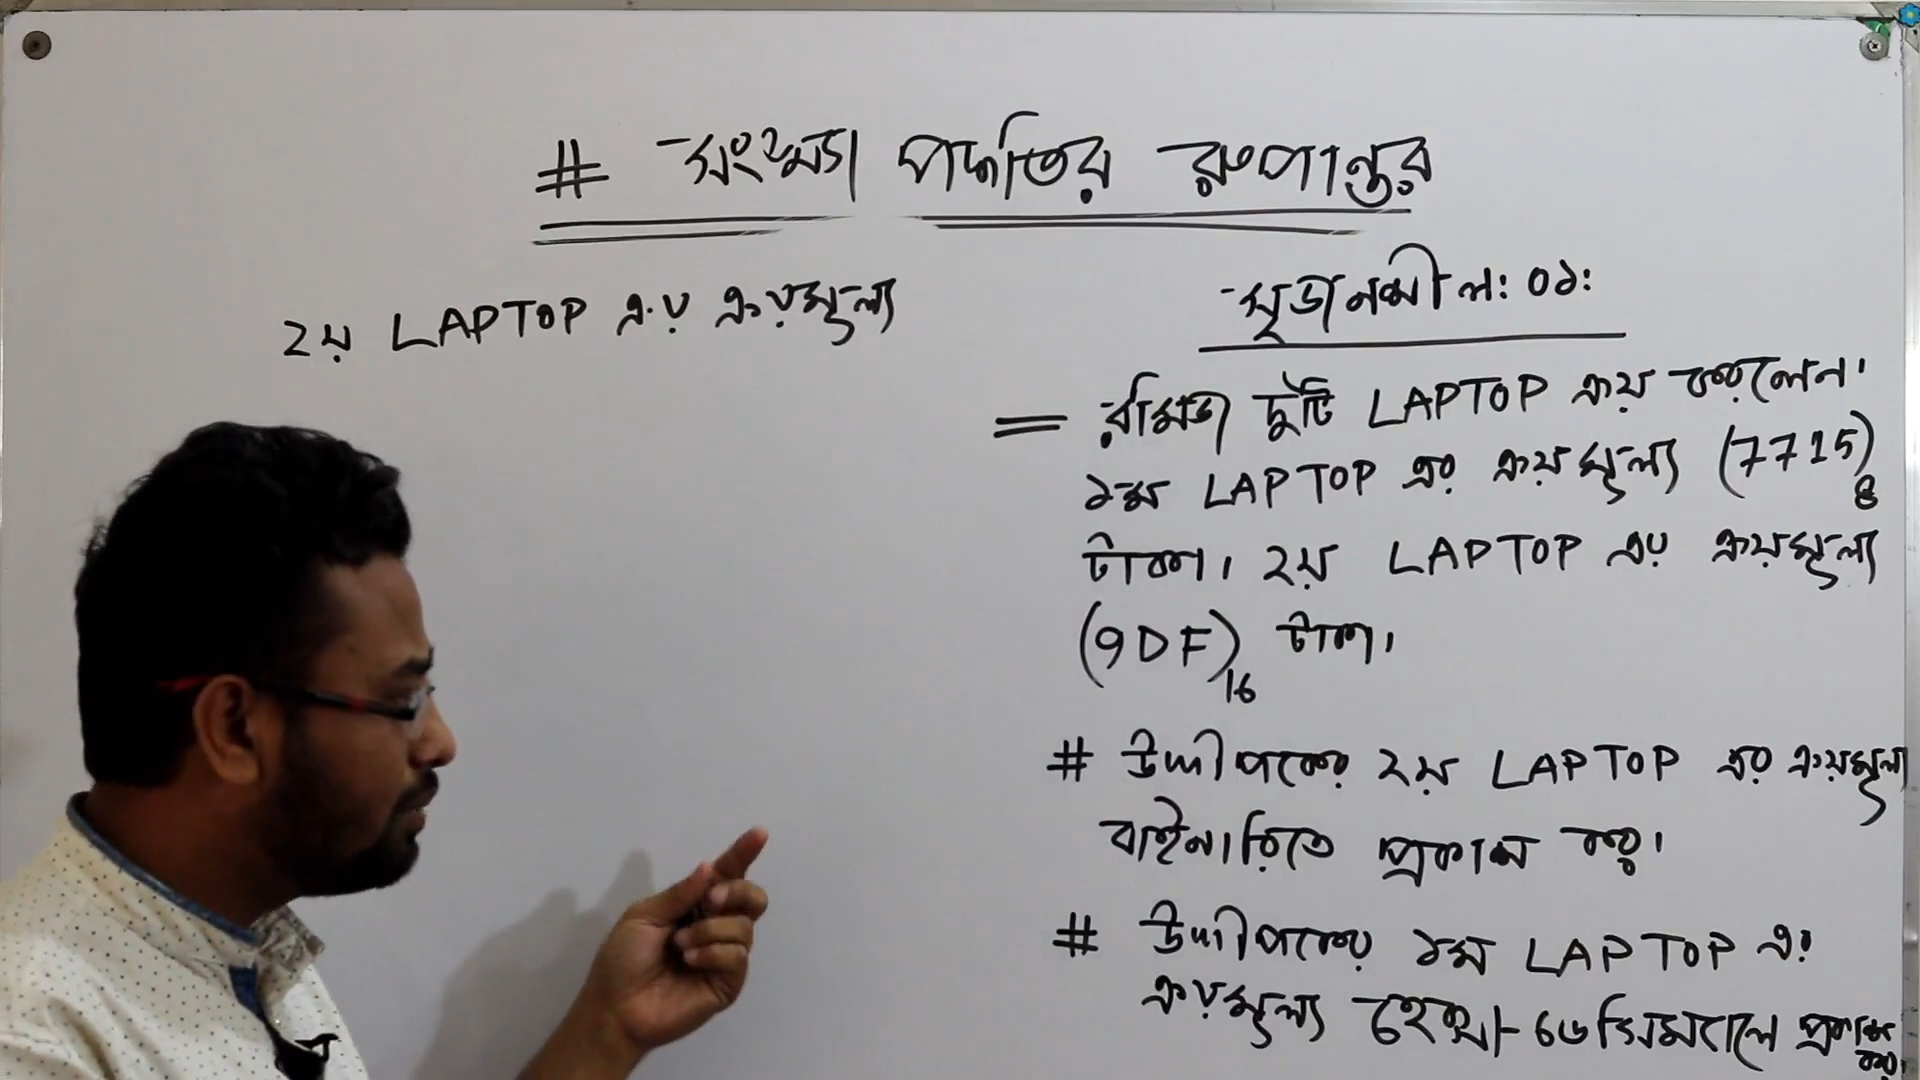 # সংখ্যা পদ্ধতির রুপান্তর
২য় LAPTOP এর ক্রয়মূল্য
সৃজনশীল: ০১:
= রমিজ দুটি LAPTOP ক্রয় করলেন।
১ম LAPTOP এর ক্রয়মূল্য (7715)8
টাকা। ২য় LAPTOP এর ক্রয়মূল্য
(9DF)16 টাকা।
# উদ্দীপকের ২য় LAPTOP এর ক্রয়মূল্য
বাইনারিতে প্রকাশ কর।
# উদ্দীপকের ১ম LAPTOP এর
ক্রয়মূল্য হেক্সা-ডেসিমেলে প্রকাশ
কর।